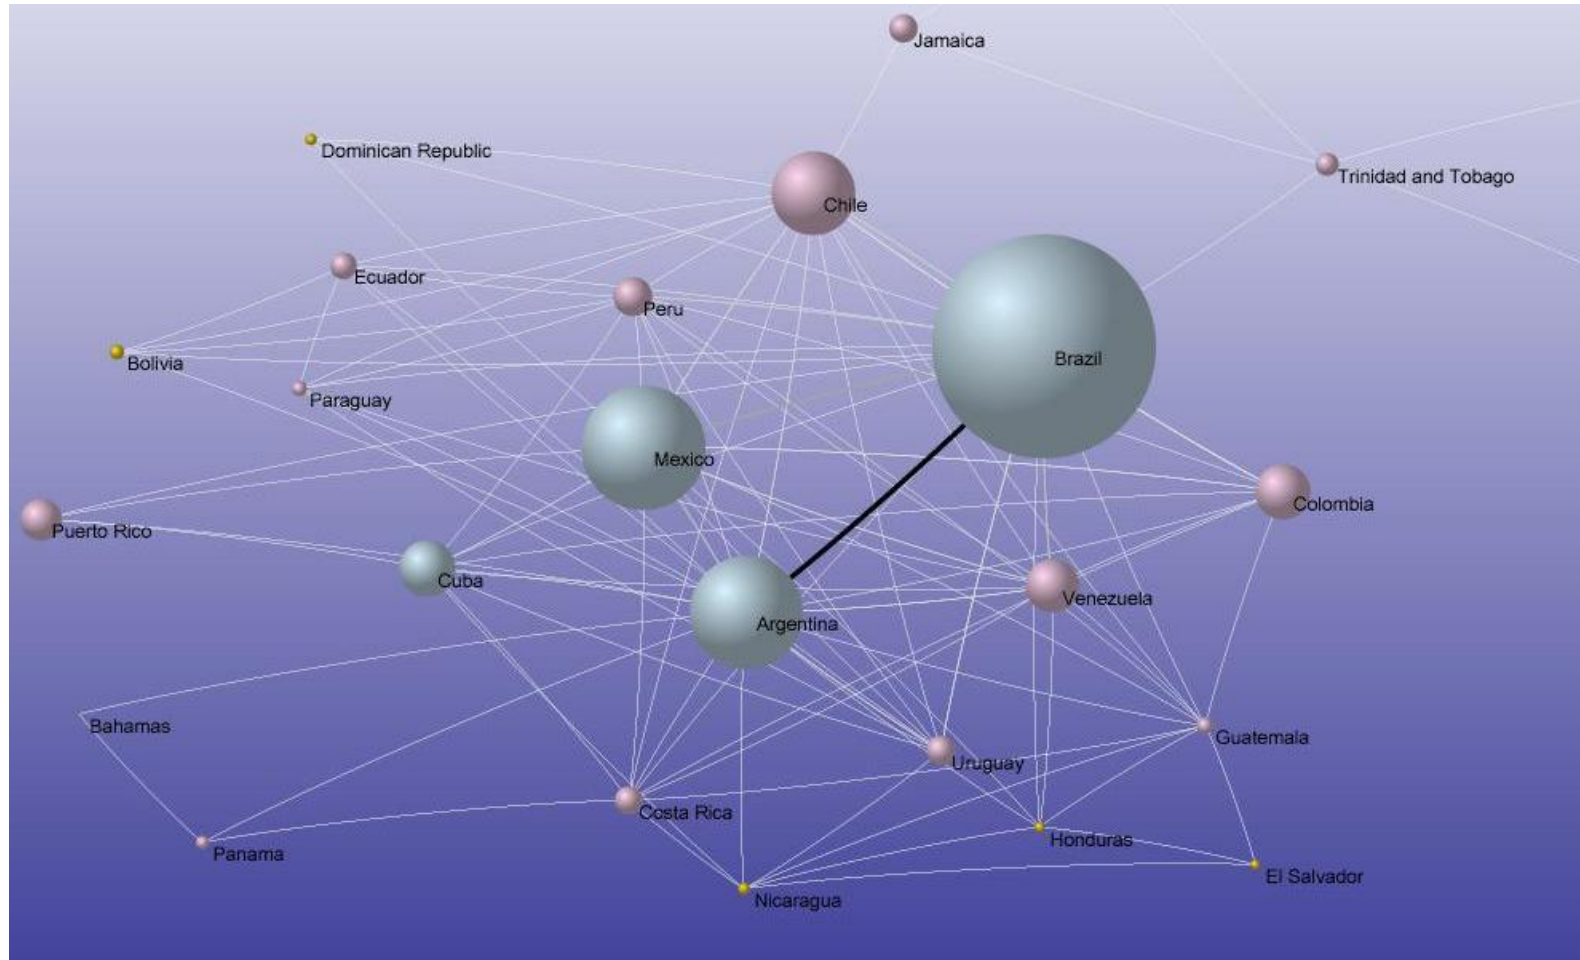 Jamaica
Dominican Republic
Trinidad and Tobago
Chile
Ecuador
Peru
Brazil
Bolivia
Paraguay
Mexico
Colombia
Puerto Rico
Cuba
Venezuela
Argentina
Bahamas
Guatemala
Uruguay
Costa Rica
Honduras
Panama
El Salvador
Nicaragua